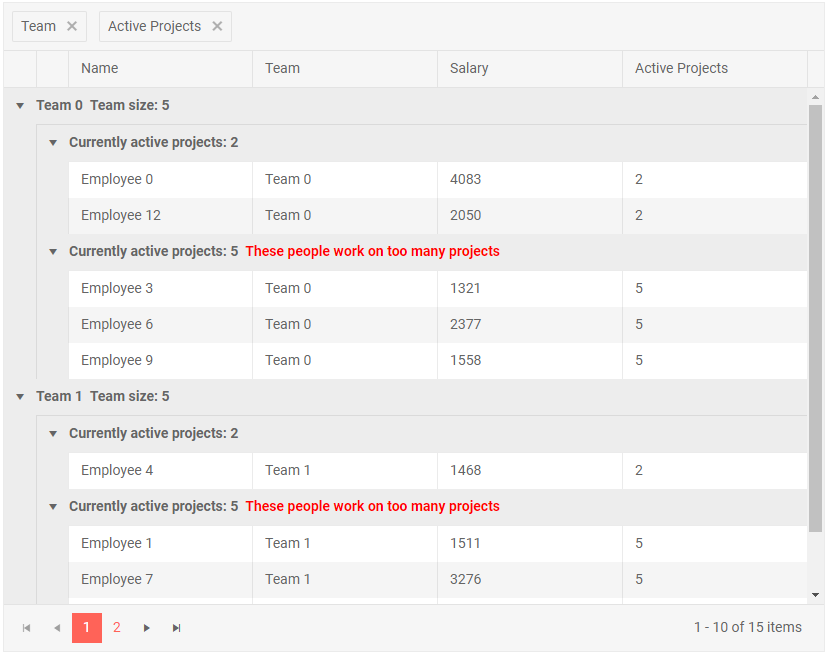 Team Active Projects
Name Team Salary Active Projects
Team 0 Team size: 5
Currently active projects: 2
Employee 0 Team 0 4083 2
Employee 12 Team 0 2050 2
Currently active projects: 5 These people work on too many projects
Employee 3 Team 0 1321 5
Employee 6 Team 0 2377 5
Employee 9 Team 0 1558 5
Team 1 Team size: 5
Currently active projects: 2
Employee 4 Team 1 1468 2
Currently active projects: 5 These people work on too many projects
Employee 1 Team 1 1511 5
Employee 7 Team 1 3276 5
1 2 1 - 10 of 15 items